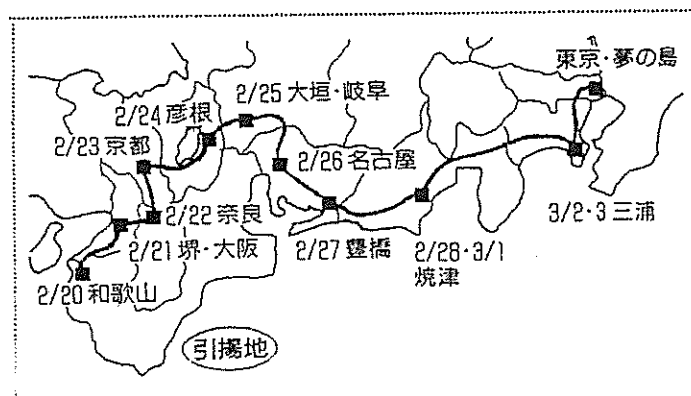 東京・夢の島
2/25 大垣・岐阜
2/24 彦根
2/23 京都
2/26 名古屋
2/22 奈良
3/2・3 三浦
2/21 堺・大阪
2/27 豊橋
2/28・3/1
焼津
2/20 和歌山
引揚地